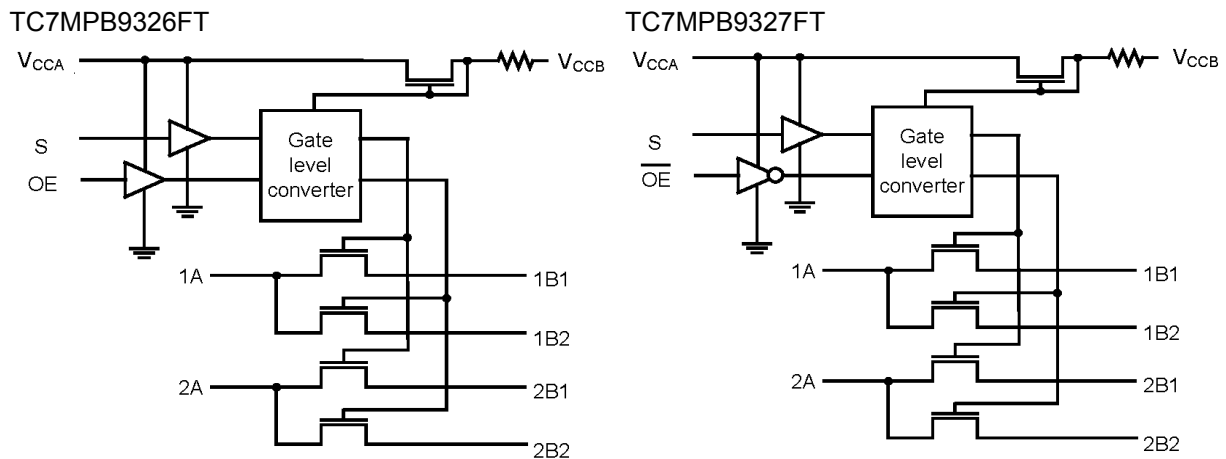 TC7MPB9326FT
VCCA
VCCB
S
OE
Gate
level
converter
1A
1B1
1B2
2A
2B1
2B2
TC7MPB9327FT
VCCA
VCCB
S
O̅E̅
Gate
level
converter
1A
1B1
1B2
2A
2B1
2B2